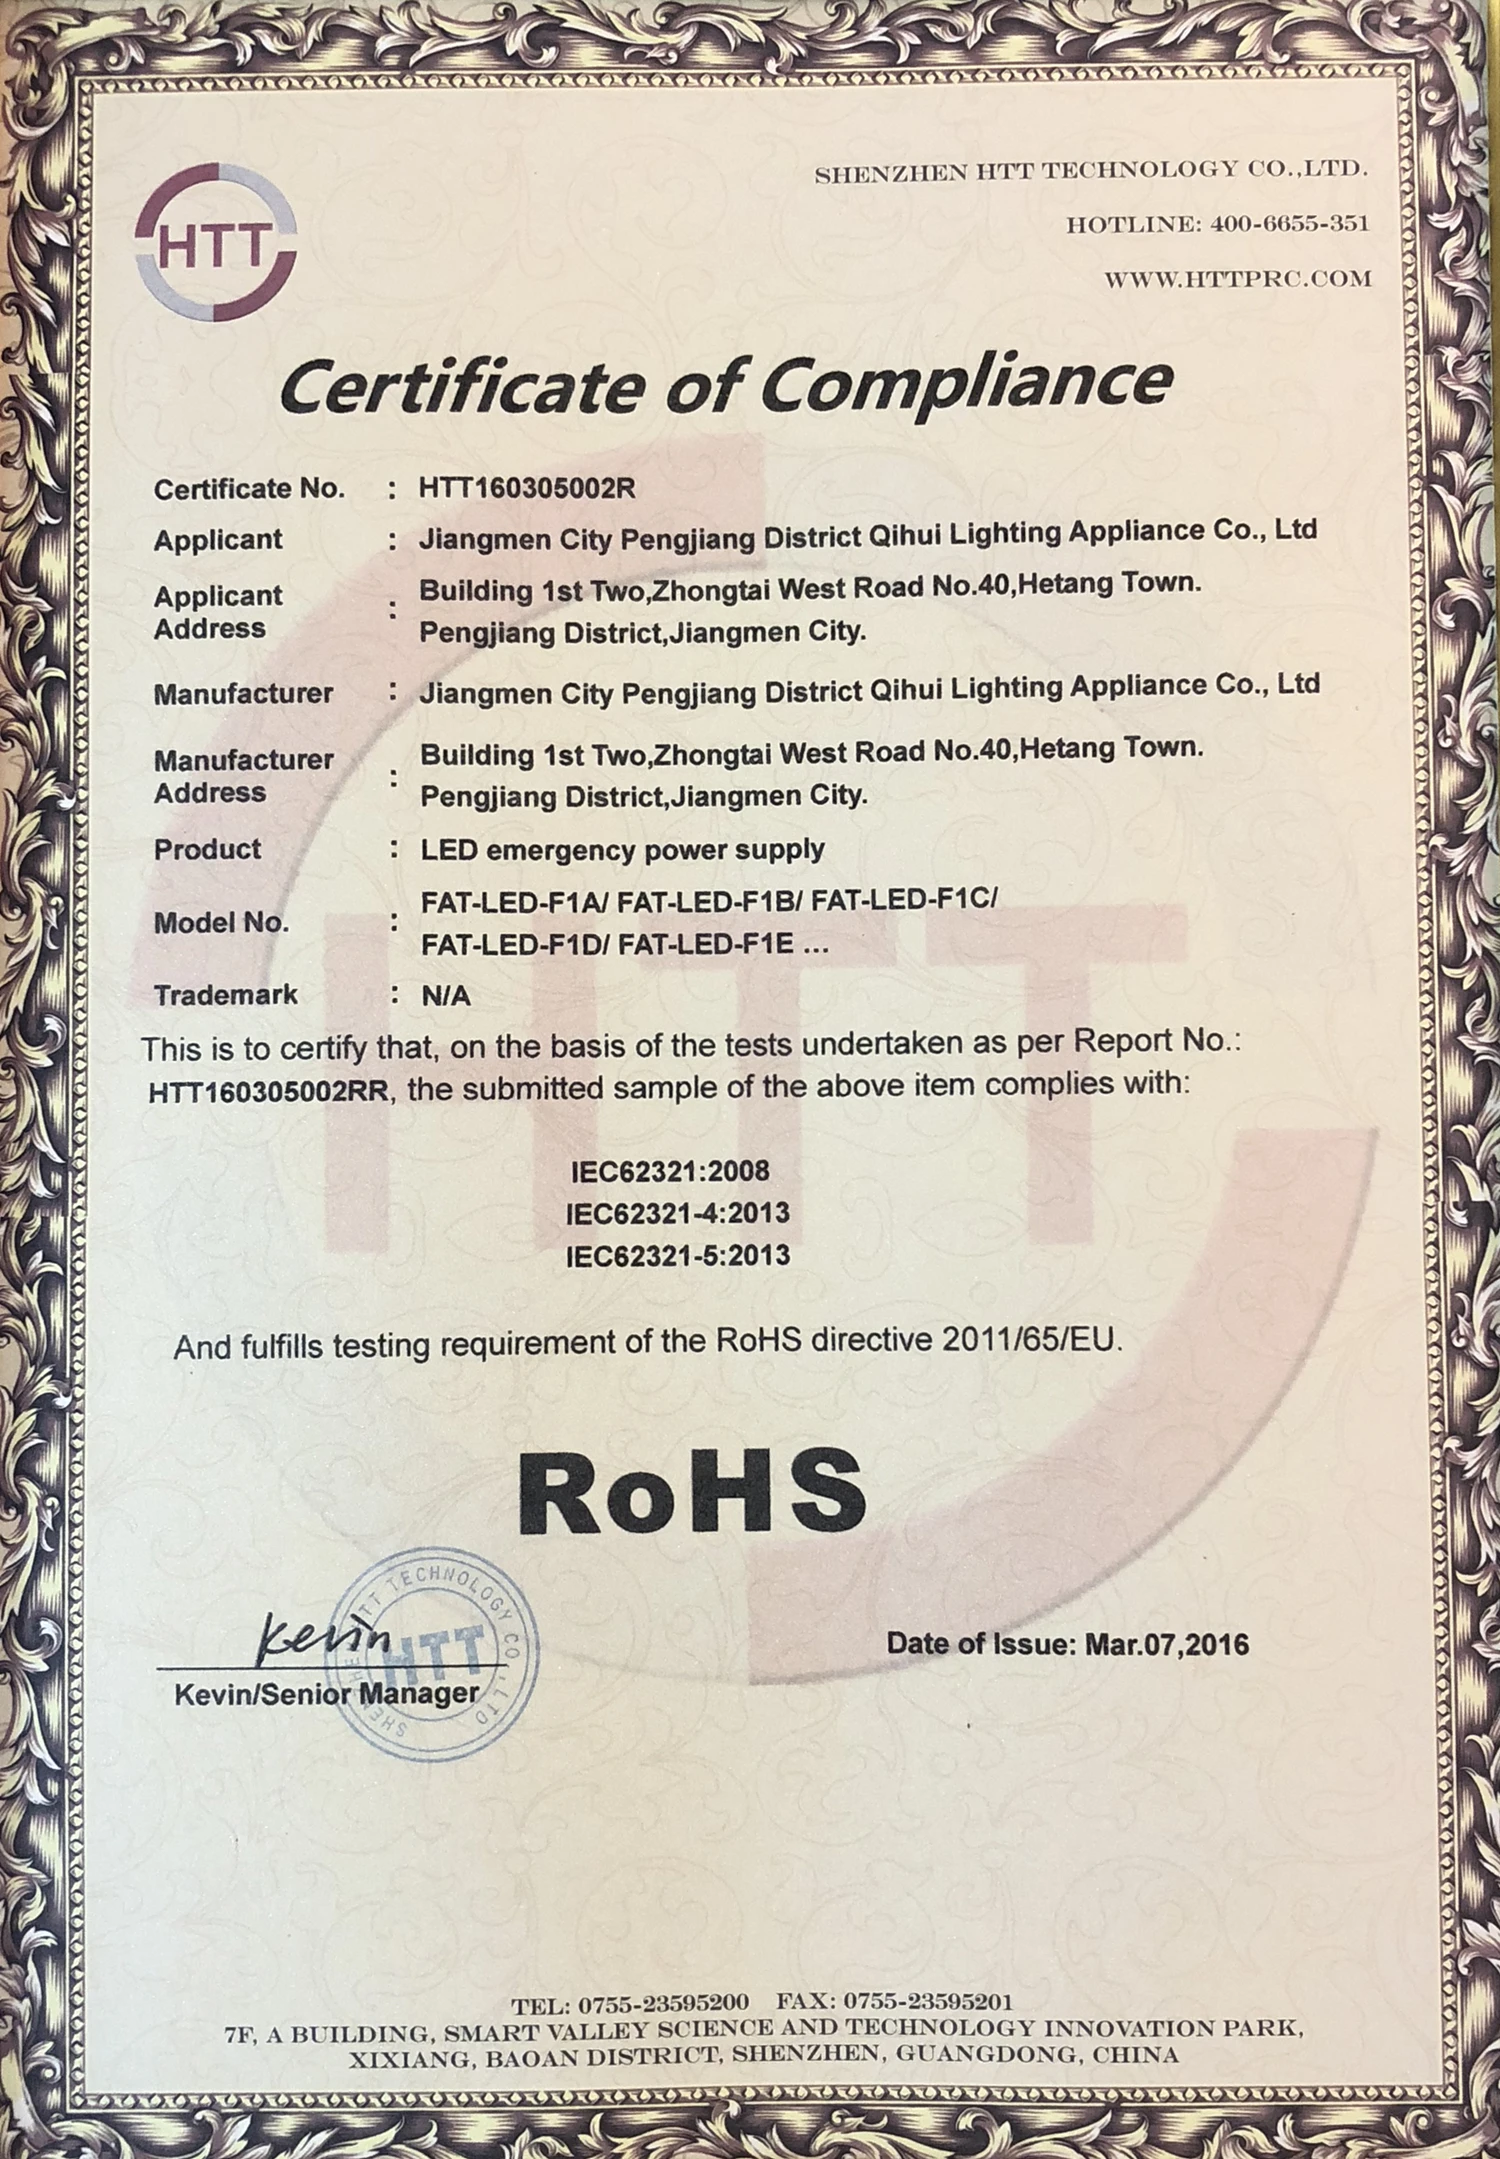 HTT
SHENZHEN HTT TECHNOLOGY CO.,LTD.
HOTLINE: 400-6655-351
WWW.HTTPRC.COM
Certificate of Compliance
Certificate No. : HTT160305002R
Applicant : Jiangmen City Pengjiang District Qihui Lighting Appliance Co., Ltd
Applicant Address : Building 1st Two,Zhongtai West Road No.40,Hetang Town.
Pengjiang District,Jiangmen City.
Manufacturer : Jiangmen City Pengjiang District Qihui Lighting Appliance Co., Ltd
Manufacturer Address : Building 1st Two,Zhongtai West Road No.40,Hetang Town.
Pengjiang District,Jiangmen City.
Product : LED emergency power supply
Model No. : FAT-LED-F1A/ FAT-LED-F1B/ FAT-LED-F1C/
FAT-LED-F1D/ FAT-LED-F1E ...
Trademark : N/A
This is to certify that, on the basis of the tests undertaken as per Report No.:
HTT160305002RR, the submitted sample of the above item complies with:
IEC62321:2008
IEC62321-4:2013
IEC62321-5:2013
And fulfills testing requirement of the RoHS directive 2011/65/EU.
RoHS
Kevin
SHENZHEN HTT TECHNOLOGY CO.,LTD
HTT
Kevin/Senior Manager
Date of Issue: Mar.07,2016
TEL: 0755-23595200 FAX: 0755-23595201
7F, A BUILDING, SMART VALLEY SCIENCE AND TECHNOLOGY INNOVATION PARK,
XIXIANG, BAOAN DISTRICT, SHENZHEN, GUANGDONG, CHINA